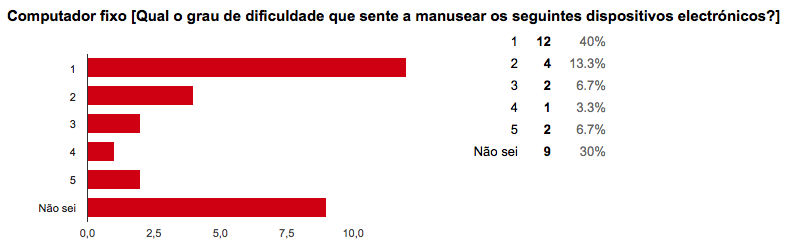 Computador fixo [Qual o grau de dificuldade que sente a manusear os seguintes dispositivos electrónicos?]
1 12 40%
2 4 13.3%
3 2 6.7%
4 1 3.3%
5 2 6.7%
Não sei 9 30%
1
2
3
4
5
Não sei
0,0 2,5 5,0 7,5 10,0